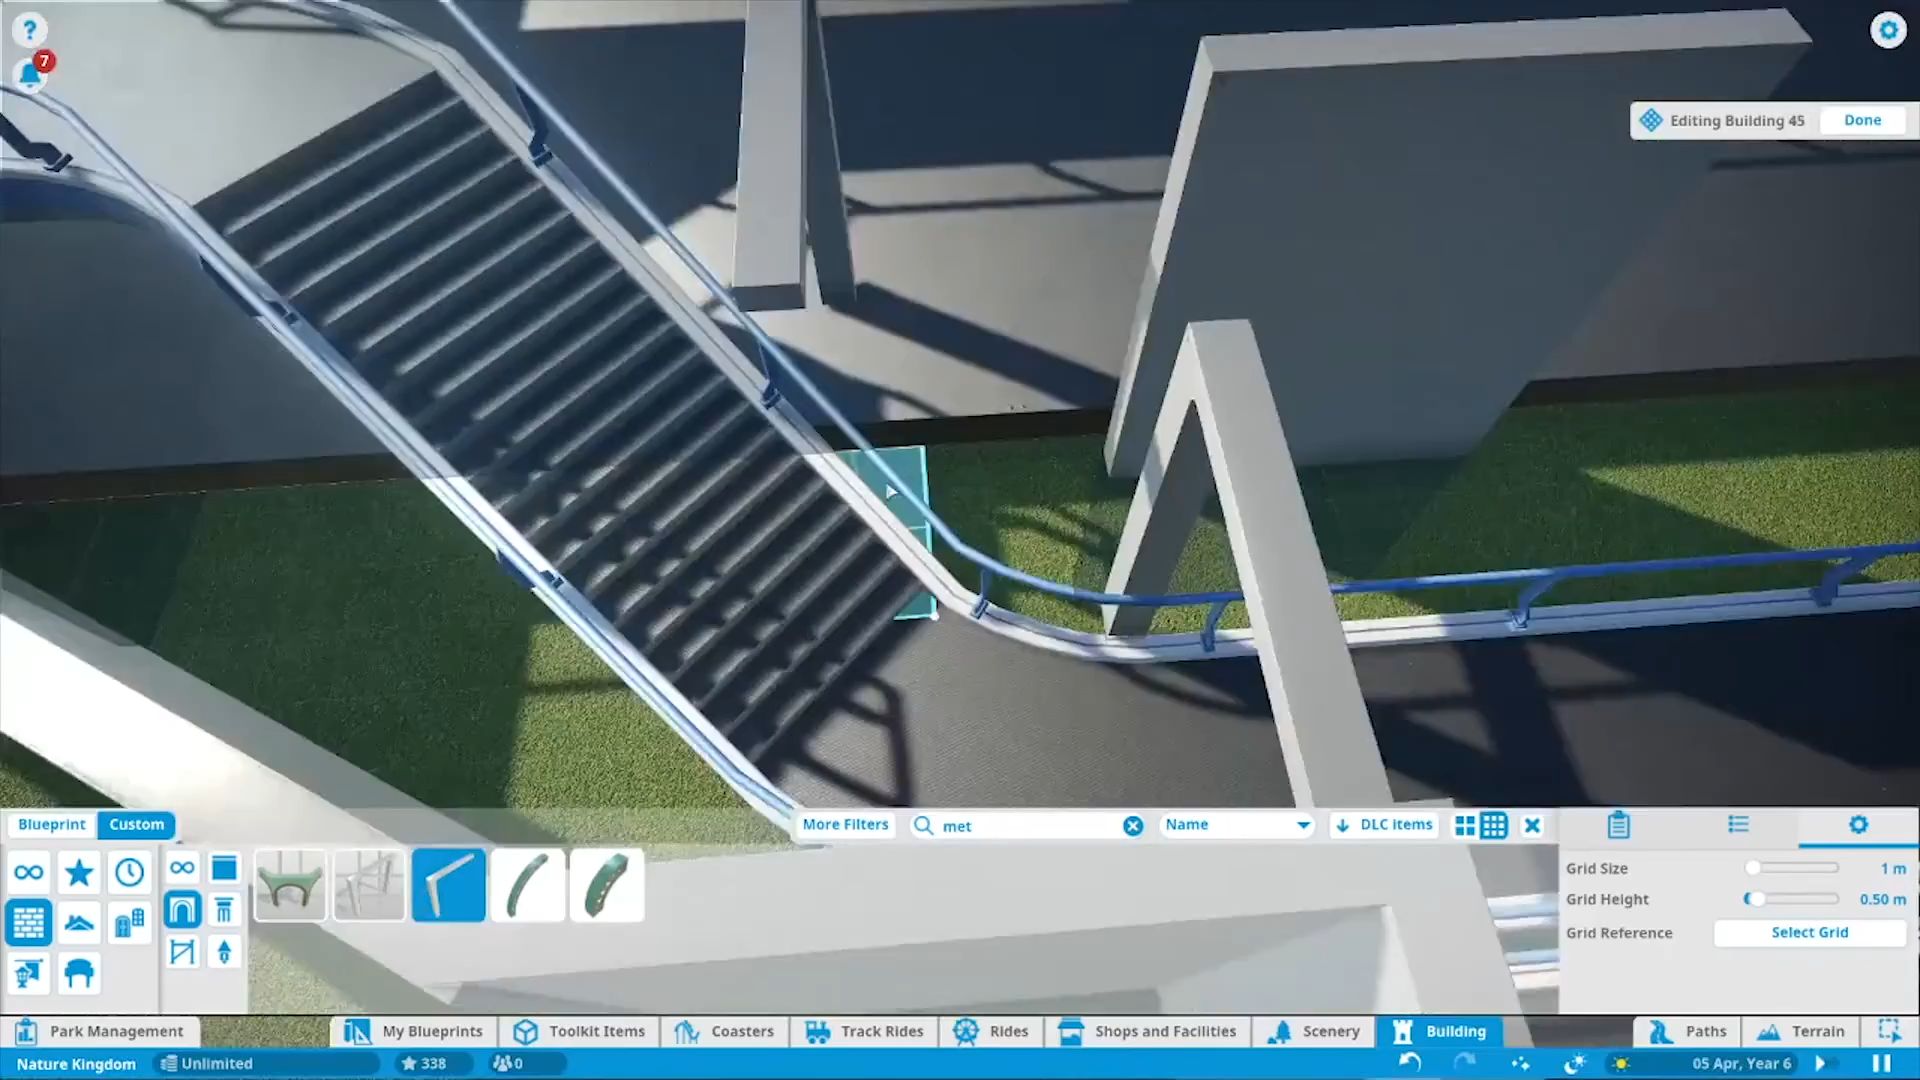 ?
7
Editing Building 45 Done
Blueprint Custom
More Filters met Name DLC items
Grid Size 1 m
Grid Height 0.50 m
Grid Reference Select Grid
Park Management My Blueprints Toolkit Items Coasters Track Rides Rides Shops and Facilities Scenery Building Paths Terrain
Nature Kingdom Unlimited 338 0 05 Apr, Year 6